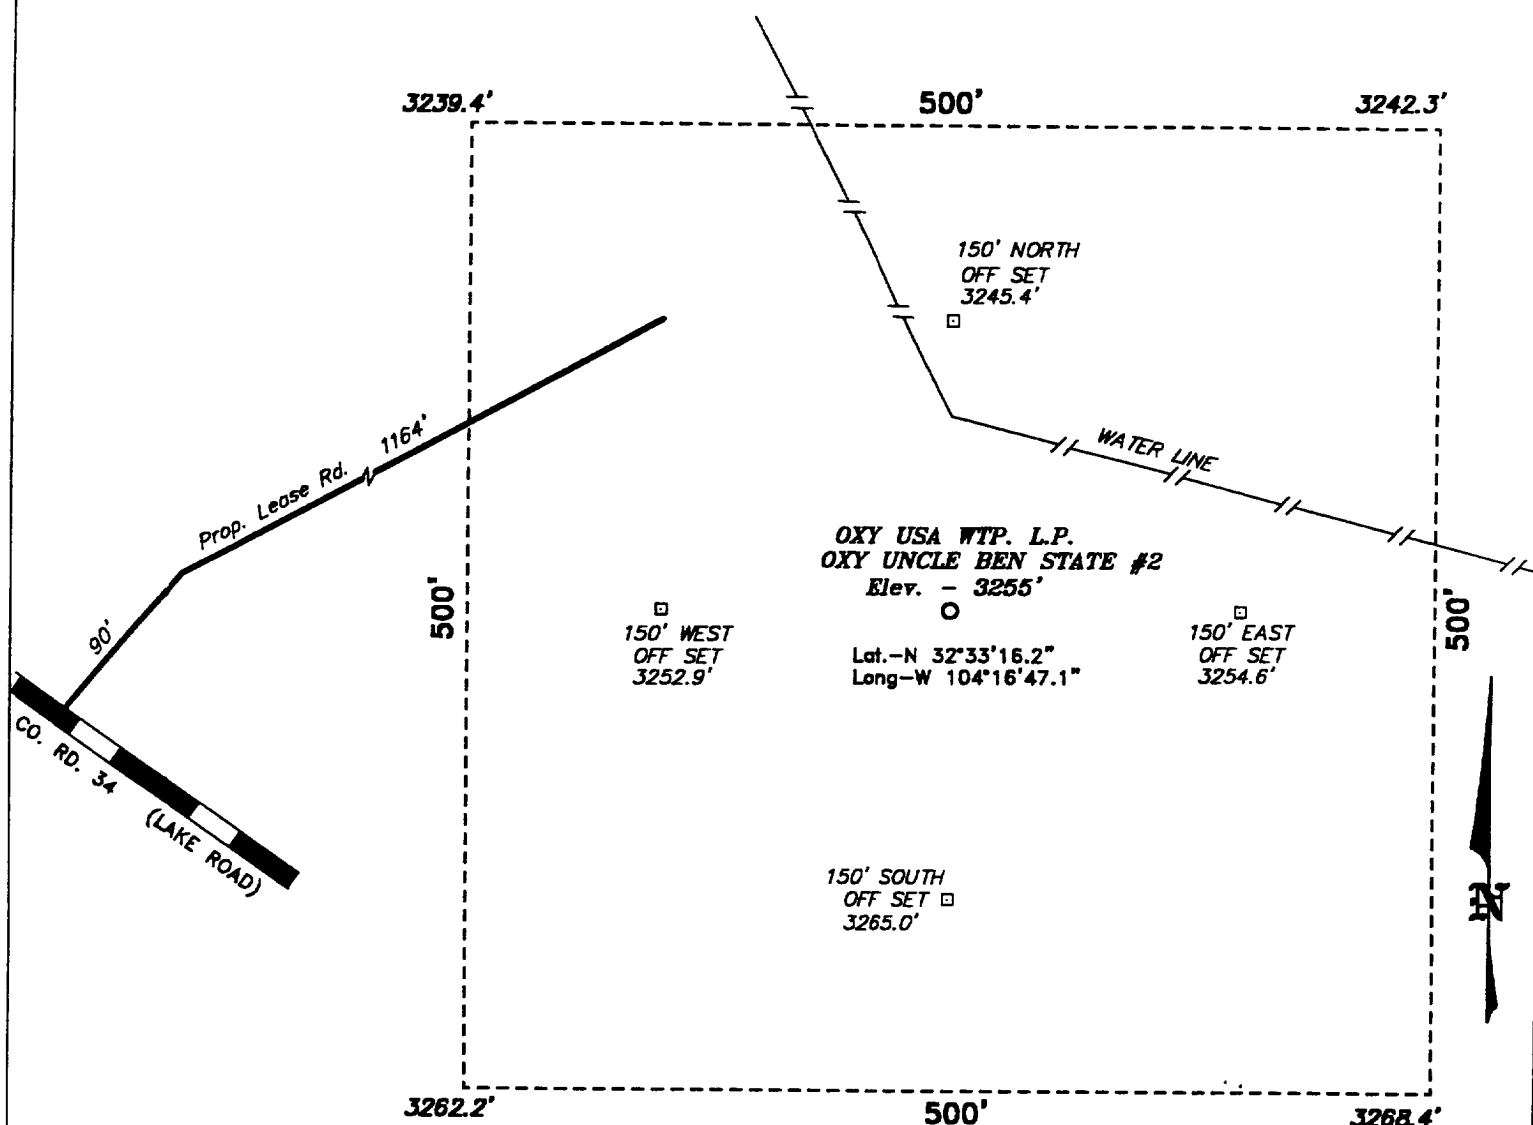 3239.4'
500'
3242.3'
150' NORTH
OFF SET
3245.4'
1164'
Prop. Lease Rd.
WATER LINE
OXY USA WTP. L.P.
OXY UNCLE BEN STATE #2
Elev. - 3255'
500'
90'
150' WEST
OFF SET
3252.9'
Lat.-N 32°33'16.2"
Long-W 104°16'47.1"
150' EAST
OFF SET
3254.6'
500'
CO. RD. 34
(LAKE ROAD)
150' SOUTH
OFF SET
3265.0'
N
3262.2'
500'
3268.4'